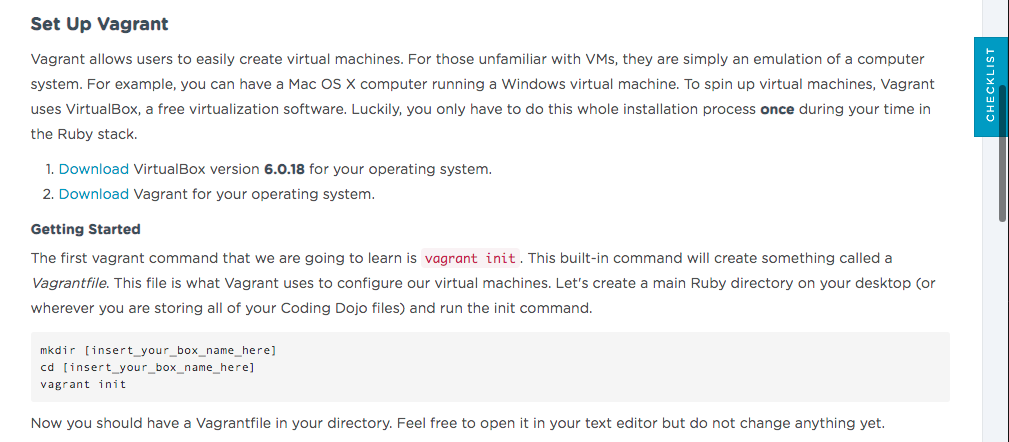 Set Up Vagrant
Vagrant allows users to easily create virtual machines. For those unfamiliar with VMs, they are simply an emulation of a computer
system. For example, you can have a Mac OS X computer running a Windows virtual machine. To spin up virtual machines, Vagrant
uses VirtualBox, a free virtualization software. Luckily, you only have to do this whole installation process once during your time in
the Ruby stack.
1. Download VirtualBox version 6.0.18 for your operating system.
2. Download Vagrant for your operating system.
Getting Started
The first vagrant command that we are going to learn is vagrant init. This built-in command will create something called a
Vagrantfile. This file is what Vagrant uses to configure our virtual machines. Let's create a main Ruby directory on your desktop (or
wherever you are storing all of your Coding Dojo files) and run the init command.
mkdir [insert_your_box_name_here]
cd [insert_your_box_name_here]
vagrant init
Now you should have a Vagrantfile in your directory. Feel free to open it in your text editor but do not change anything yet.
CHECKLIST